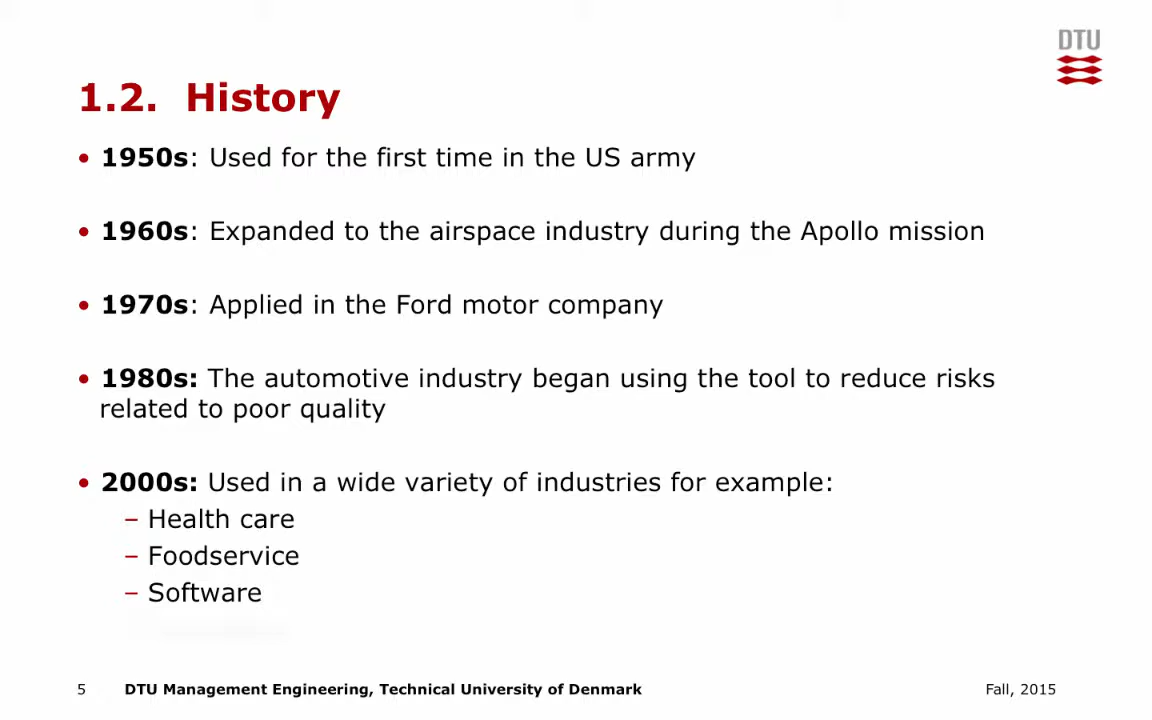 DTU
1.2. History
• 1950s: Used for the first time in the US army
• 1960s: Expanded to the airspace industry during the Apollo mission
• 1970s: Applied in the Ford motor company
• 1980s: The automotive industry began using the tool to reduce risks
related to poor quality
• 2000s: Used in a wide variety of industries for example:
– Health care
– Foodservice
– Software
5 DTU Management Engineering, Technical University of Denmark Fall, 2015